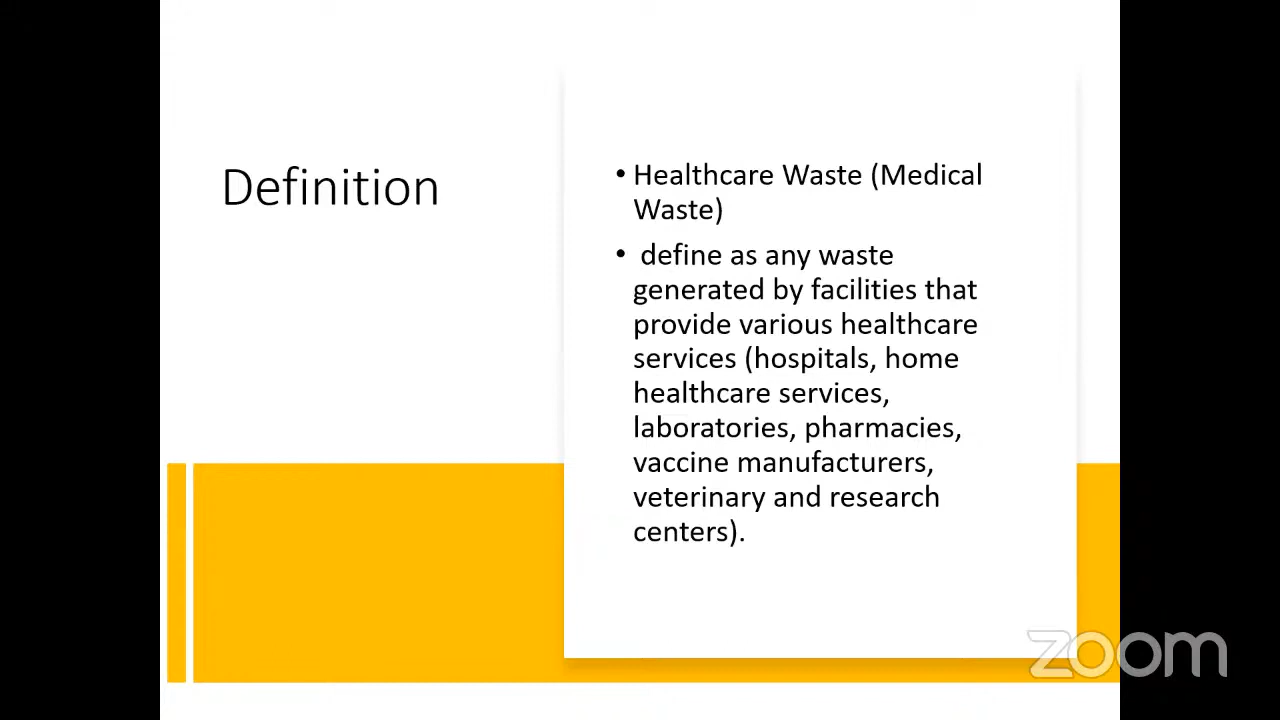 Definition
• Healthcare Waste (Medical
Waste)
• define as any waste
generated by facilities that
provide various healthcare
services (hospitals, home
healthcare services,
laboratories, pharmacies,
vaccine manufacturers,
veterinary and research
centers).
zoom